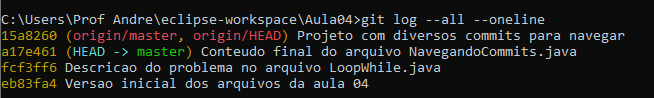 C:\Users\Prof Andre\eclipse-workspace\Aula04>git log --all --oneline
15a8260 (origin/master, origin/HEAD) Projeto com diversos commits para navegar
a17e461 (HEAD -> master) Conteudo final do arquivo NavegandoCommits.java
fcf3ff6 Descricao do problema no arquivo LoopWhile.java
eb83fa4 Versao inicial dos arquivos da aula 04